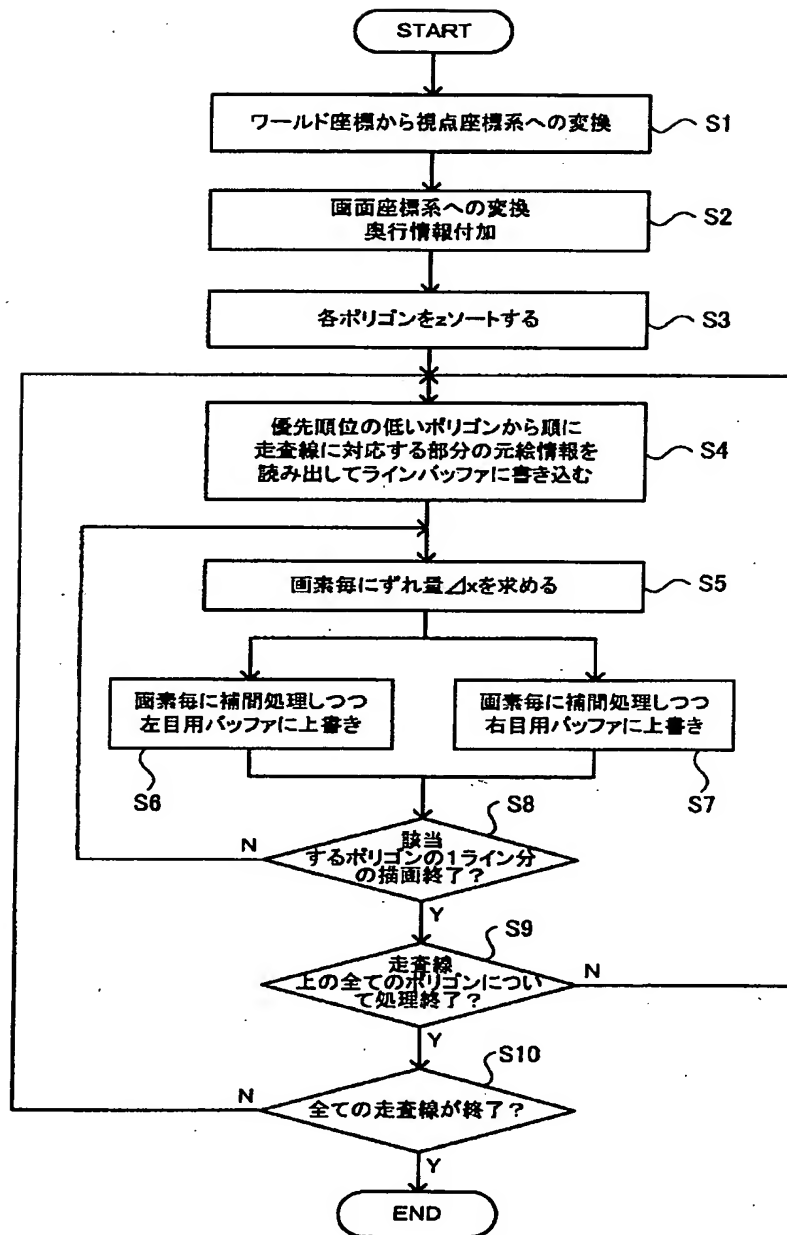 START
ワールド座標から視点座標系への変換
S1
画面座標系への変換
奥行情報付加
S2
各ポリゴンをzソートする
S3
優先順位の低いポリゴンから順に
走査線に対応する部分の元絵情報を
読み出してラインバッファに書き込む
S4
画素毎にずれ量⊿xを求める
S5
画素毎に補間処理しつつ
左目用バッファに上書き
S6
画素毎に補間処理しつつ
右目用バッファに上書き
S7
S8
該当
するポリゴンの1ライン分
の描画終了?
N
Y
S9
走査線
上の全てのポリゴンについ
て処理終了?
N
Y
S10
全ての走査線が終了?
N
Y
END